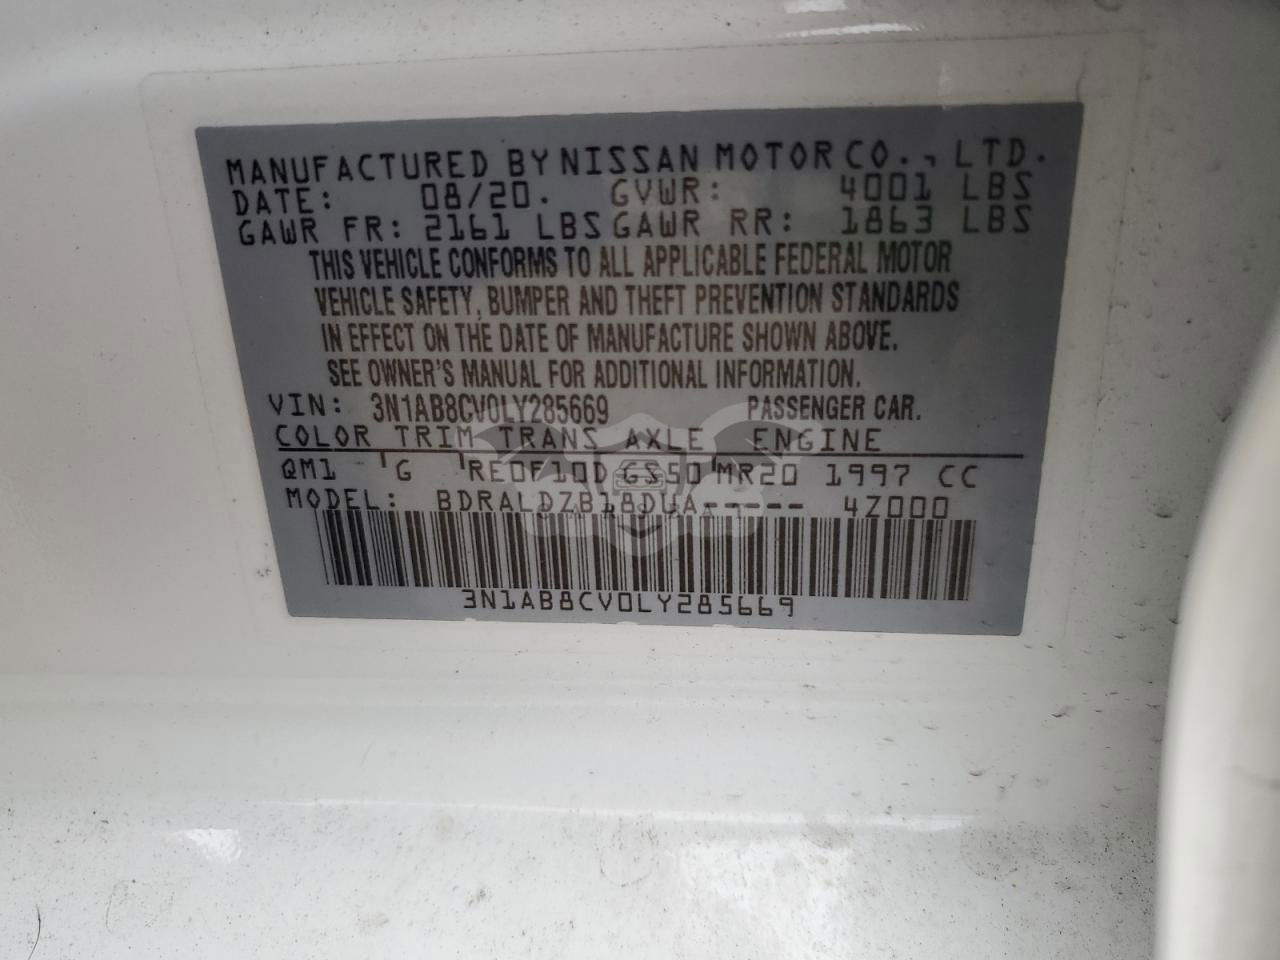 MANUFACTURED BY NISSAN MOTOR CO., LTD.
DATE: 08/20. GVWR: 4001 LBS
GAWR FR: 2161 LBS GAWR RR: 1863 LBS
THIS VEHICLE CONFORMS TO ALL APPLICABLE FEDERAL MOTOR
VEHICLE SAFETY, BUMPER AND THEFT PREVENTION STANDARDS
IN EFFECT ON THE DATE OF MANUFACTURE SHOWN ABOVE.
SEE OWNER'S MANUAL FOR ADDITIONAL INFORMATION.
VIN: 3N1AB8CV0LY285669 PASSENGER CAR.
COLOR TRIM TRANS AXLE ENGINE
QM1 G RE0F10D GS50 MR20 1997 CC
MODEL: BDRALDZB18DUA----- 4Z000
3N1AB8CV0LY285669